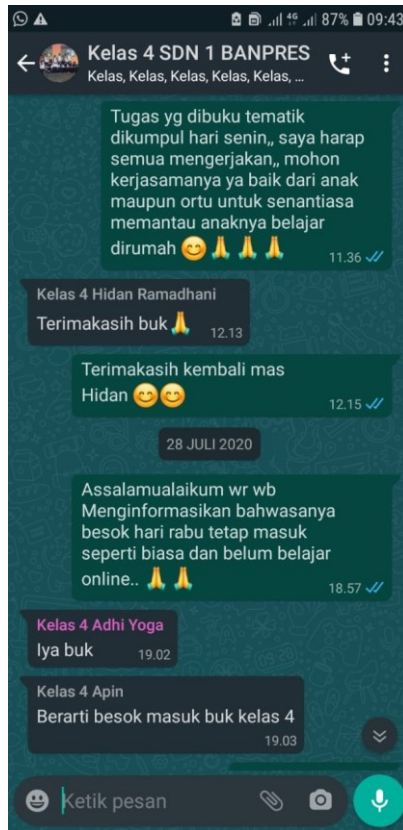 87% 09:43
Kelas 4 SDN 1 BANPRES
Kelas, Kelas, Kelas, Kelas, Kelas, ...
Tugas yg dibuku tematik
dikumpul hari senin,, saya harap
semua mengerjakan,, mohon
kerjasamanya ya baik dari anak
maupun ortu untuk senantiasa
memantau anaknya belajar
dirumah 😊🙏🙏🙏
11.36
Kelas 4 Hidan Ramadhani
Terimakasih buk🙏 12.13
Terimakasih kembali mas
Hidan 😊😊
12.15
28 JULI 2020
Assalamualaikum wr wb
Menginformasikan bahwasanya
besok hari rabu tetap masuk
seperti biasa dan belum belajar
online.. 🙏🙏
18.57
Kelas 4 Adhi Yoga
Iya buk 19.02
Kelas 4 Apin
Berarti besok masuk buk kelas 4
19.03
Ketik pesan